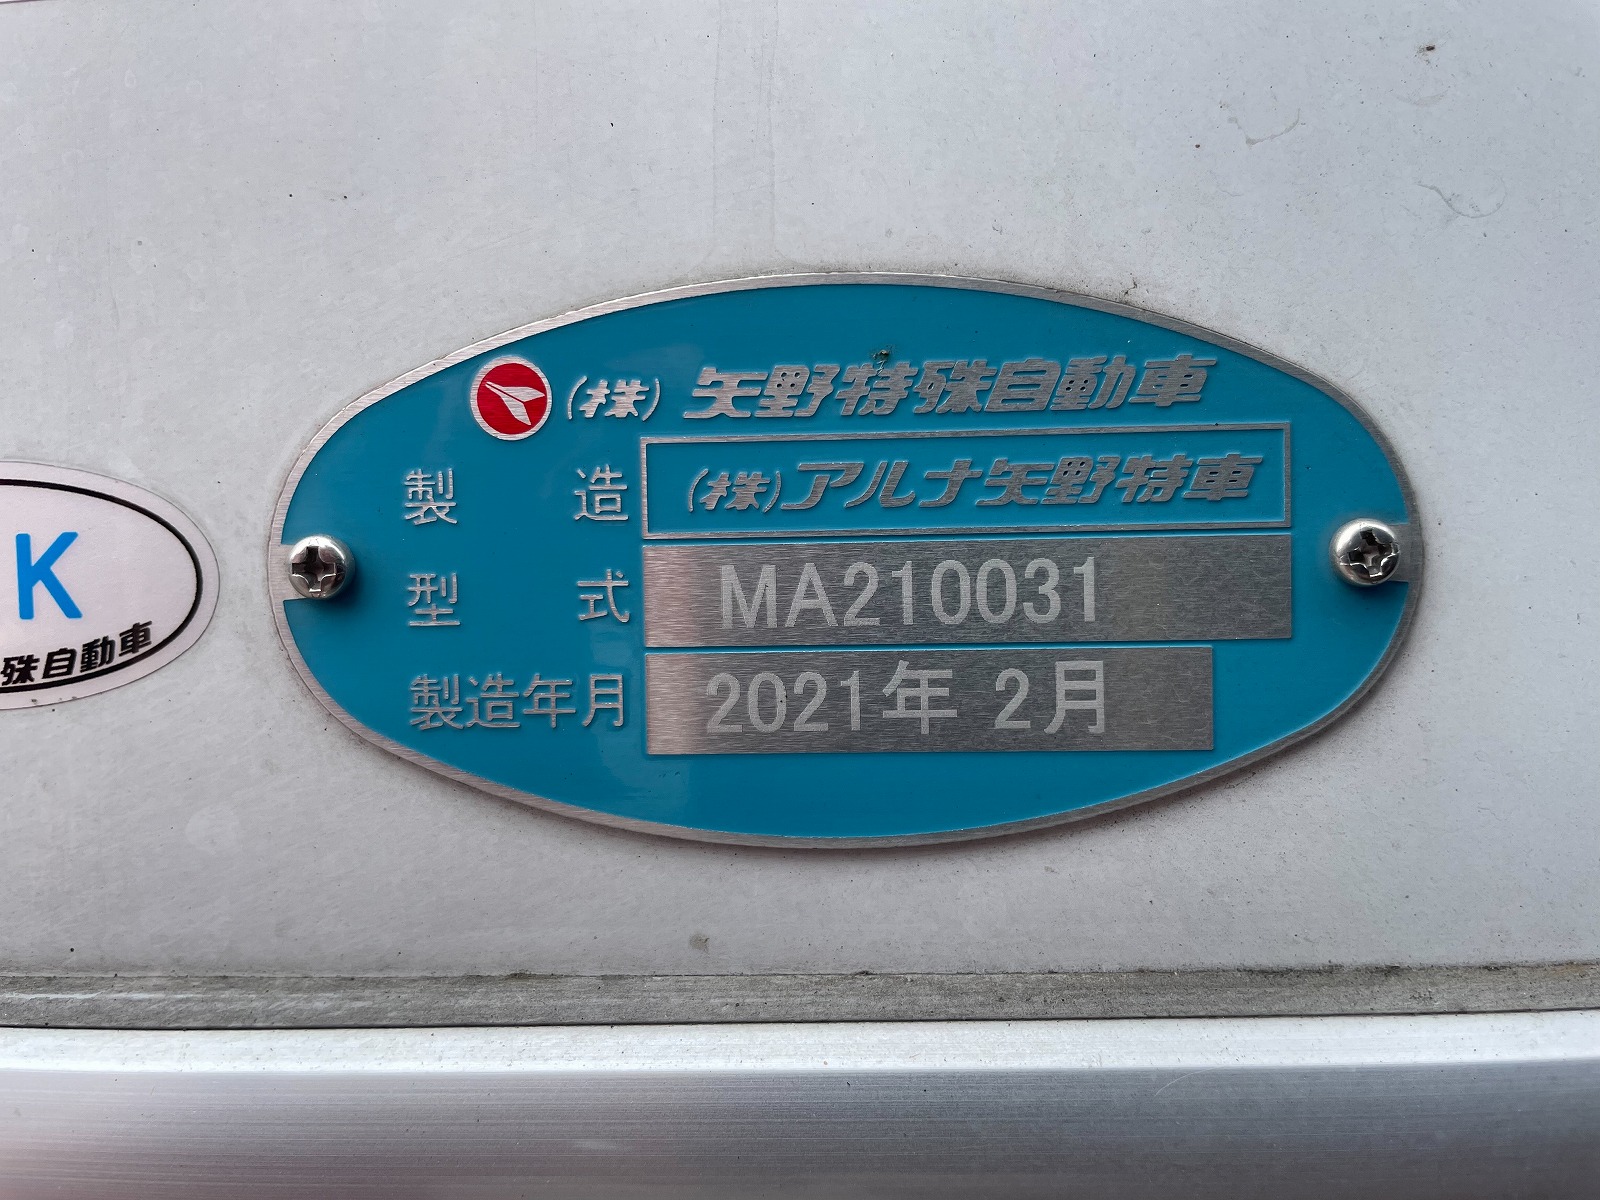 (株) 矢野特殊自動車
製造 (株)アルナ矢野特車
型式 MA210031
製造年月 2021年 2月
K
殊自動車